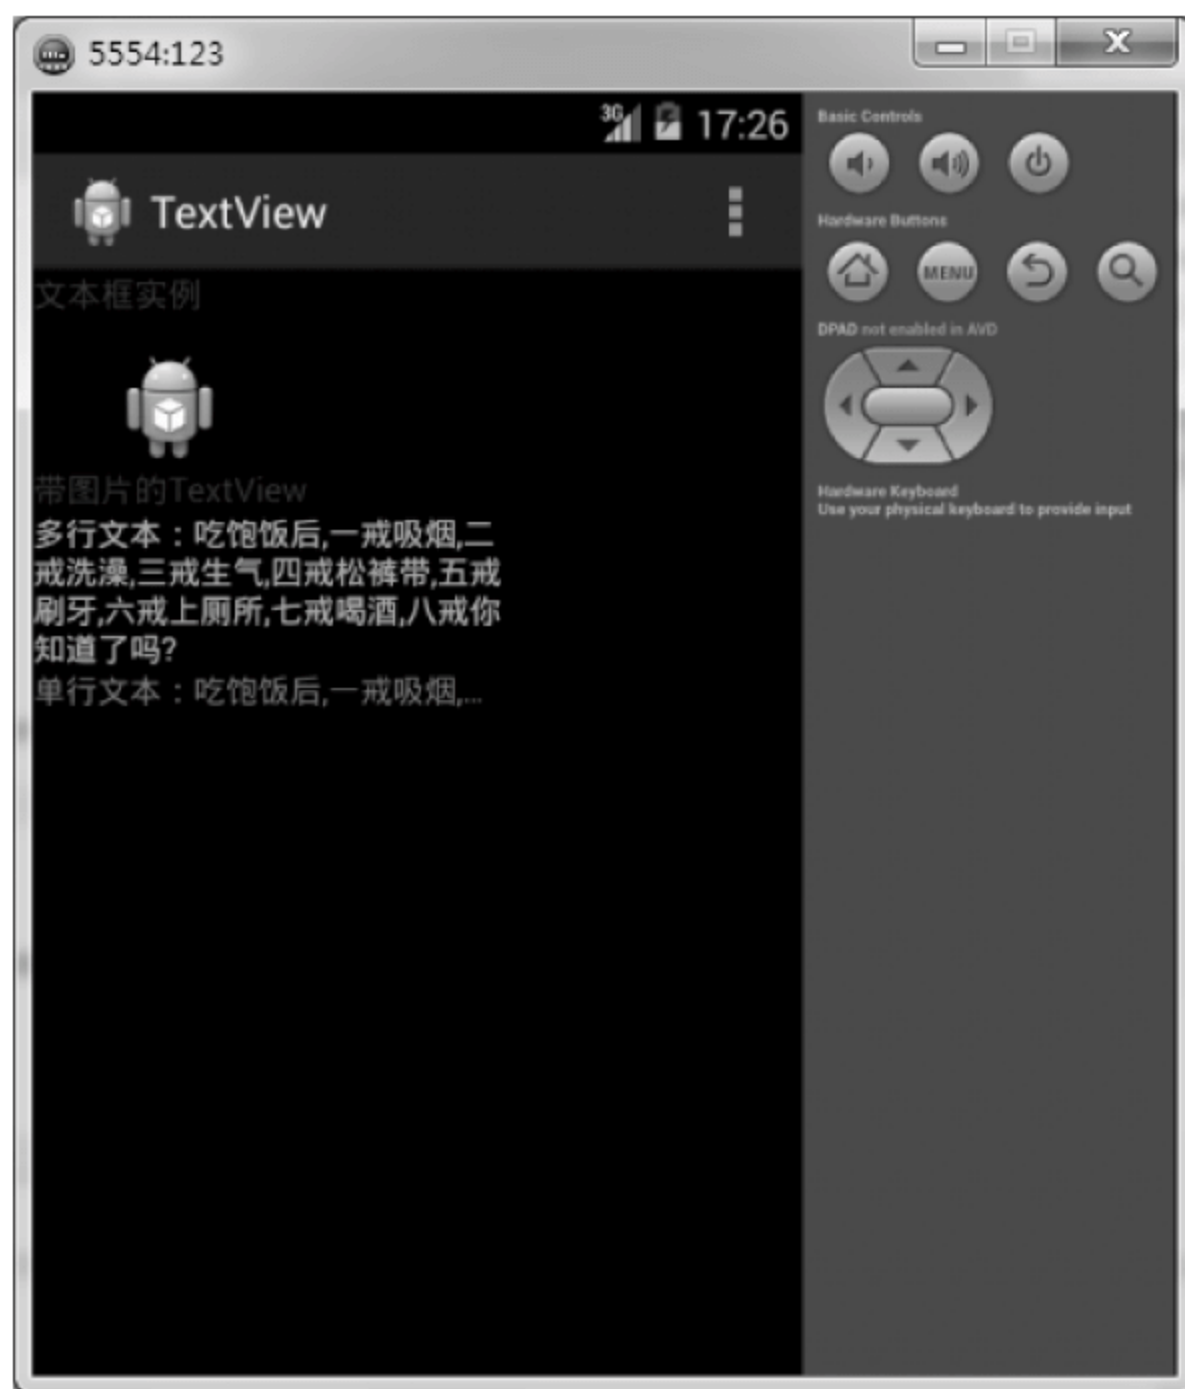 5554:123
3G 17:26
TextView
文本框实例
带图片的TextView
多行文本：吃饱饭后,一戒吸烟,二
戒洗澡,三戒生气,四戒松裤带,五戒
刷牙,六戒上厕所,七戒喝酒,八戒你
知道了吗?
单行文本：吃饱饭后,一戒吸烟,...
Basic Controls
Hardware Buttons
MENU
DPAD not enabled in AVD
Hardware Keyboard
Use your physical keyboard to provide input